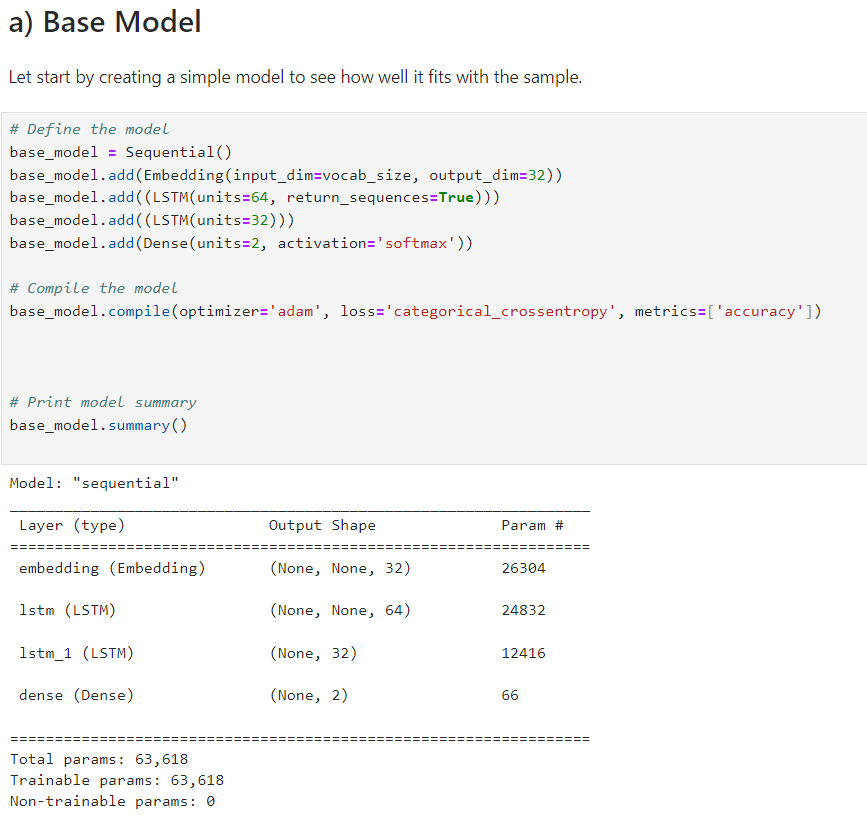 a) Base Model
Let start by creating a simple model to see how well it fits with the sample.
# Define the model
base_model = Sequential()
base_model.add(Embedding(input_dim=vocab_size, output_dim=32))
base_model.add((LSTM(units=64, return_sequences=True)))
base_model.add((LSTM(units=32)))
base_model.add(Dense(units=2, activation='softmax'))
# Compile the model
base_model.compile(optimizer='adam', loss='categorical_crossentropy', metrics=['accuracy'])
# Print model summary
base_model.summary()
Model: "sequential"
_________________________________________________________________
Layer (type) Output Shape Param #
=================================================================
embedding (Embedding) (None, None, 32) 26304
lstm (LSTM) (None, None, 64) 24832
lstm_1 (LSTM) (None, 32) 12416
dense (Dense) (None, 2) 66
=================================================================
Total params: 63,618
Trainable params: 63,618
Non-trainable params: 0